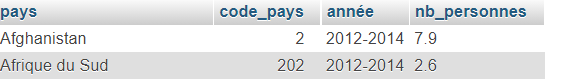 pays code_pays année nb_personnes
Afghanistan 2 2012-2014 7.9
Afrique du Sud 202 2012-2014 2.6